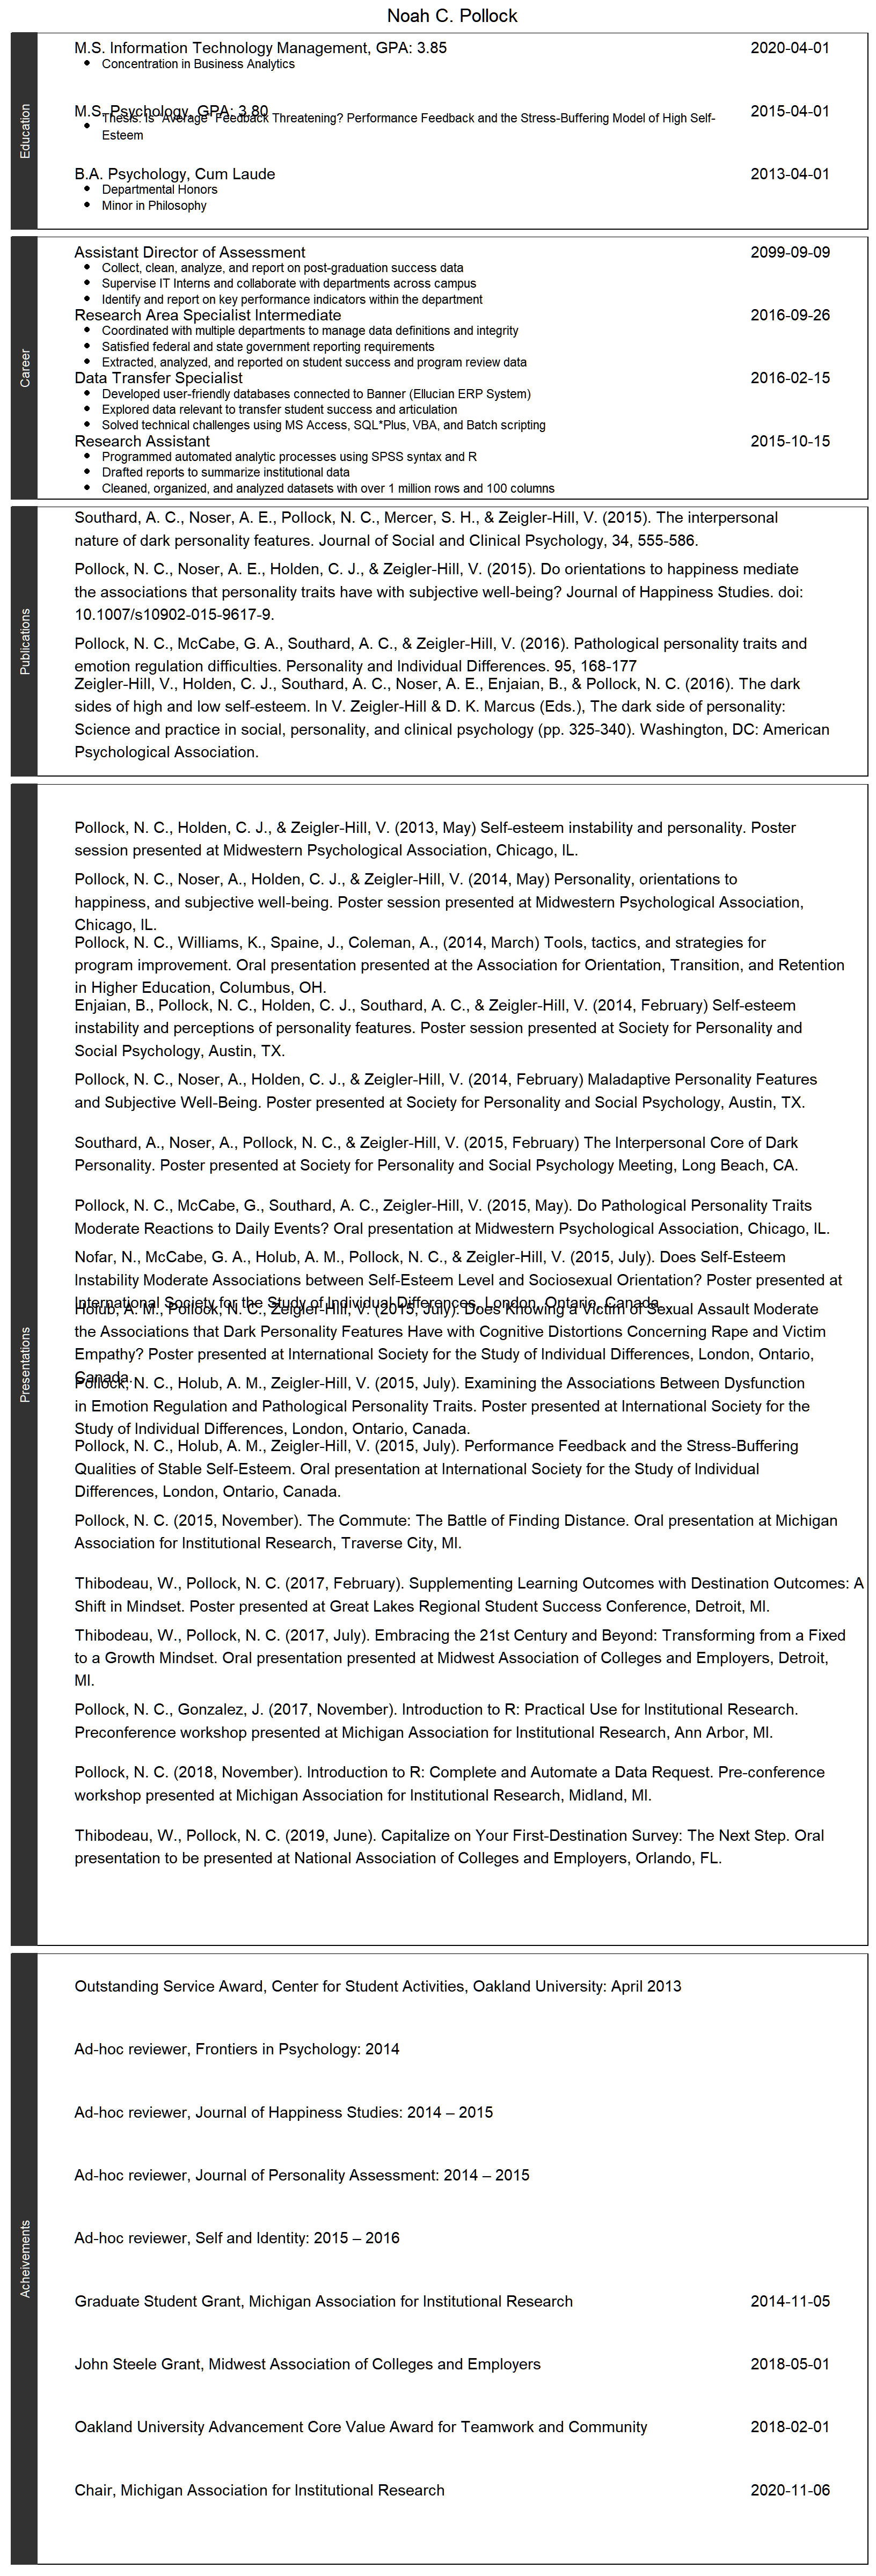 Noah C. Pollock
Education
M.S. Information Technology Management, GPA: 3.85 2020-04-01
● Concentration in Business Analytics
M.S. Psychology, GPA: 3.80 2015-04-01
● Thesis: Is "Average" Feedback Threatening? Performance Feedback and the Stress-Buffering Model of High Self-
Esteem
B.A. Psychology, Cum Laude 2013-04-01
● Departmental Honors
● Minor in Philosophy
Career
Assistant Director of Assessment 2099-09-09
● Collect, clean, analyze, and report on post-graduation success data
● Supervise IT Interns and collaborate with departments across campus
● Identify and report on key performance indicators within the department
Research Area Specialist Intermediate 2016-09-26
● Coordinated with multiple departments to manage data definitions and integrity
● Satisfied federal and state government reporting requirements
● Extracted, analyzed, and reported on student success and program review data
Data Transfer Specialist 2016-02-15
● Developed user-friendly databases connected to Banner (Ellucian ERP System)
● Explored data relevant to transfer student success and articulation
● Solved technical challenges using MS Access, SQL*Plus, VBA, and Batch scripting
Research Assistant 2015-10-15
● Programmed automated analytic processes using SPSS syntax and R
● Drafted reports to summarize institutional data
● Cleaned, organized, and analyzed datasets with over 1 million rows and 100 columns
Publications
Southard, A. C., Noser, A. E., Pollock, N. C., Mercer, S. H., & Zeigler-Hill, V. (2015). The interpersonal
nature of dark personality features. Journal of Social and Clinical Psychology, 34, 555-586.
Pollock, N. C., Noser, A. E., Holden, C. J., & Zeigler-Hill, V. (2015). Do orientations to happiness mediate
the associations that personality traits have with subjective well-being? Journal of Happiness Studies. doi:
10.1007/s10902-015-9617-9.
Pollock, N. C., McCabe, G. A., Southard, A. C., & Zeigler-Hill, V. (2016). Pathological personality traits and
emotion regulation difficulties. Personality and Individual Differences. 95, 168-177
Zeigler-Hill, V., Holden, C. J., Southard, A. C., Noser, A. E., Enjaian, B., & Pollock, N. C. (2016). The dark
sides of high and low self-esteem. In V. Zeigler-Hill & D. K. Marcus (Eds.), The dark side of personality:
Science and practice in social, personality, and clinical psychology (pp. 325-340). Washington, DC: American
Psychological Association.
Presentations
Pollock, N. C., Holden, C. J., & Zeigler-Hill, V. (2013, May) Self-esteem instability and personality. Poster
session presented at Midwestern Psychological Association, Chicago, IL.
Pollock, N. C., Noser, A., Holden, C. J., & Zeigler-Hill, V. (2014, May) Personality, orientations to
happiness, and subjective well-being. Poster session presented at Midwestern Psychological Association,
Chicago, IL.
Pollock, N. C., Williams, K., Spaine, J., Coleman, A., (2014, March) Tools, tactics, and strategies for
program improvement. Oral presentation presented at the Association for Orientation, Transition, and Retention
in Higher Education, Columbus, OH.
Enjaian, B., Pollock, N. C., Holden, C. J., Southard, A. C., & Zeigler-Hill, V. (2014, February) Self-esteem
instability and perceptions of personality features. Poster session presented at Society for Personality and
Social Psychology, Austin, TX.
Pollock, N. C., Noser, A., Holden, C. J., & Zeigler-Hill, V. (2014, February) Maladaptive Personality Features
and Subjective Well-Being. Poster presented at Society for Personality and Social Psychology, Austin, TX.
Southard, A., Noser, A., Pollock, N. C., & Zeigler-Hill, V. (2015, February) The Interpersonal Core of Dark
Personality. Poster presented at Society for Personality and Social Psychology Meeting, Long Beach, CA.
Pollock, N. C., McCabe, G., Southard, A. C., Zeigler-Hill, V. (2015, May). Do Pathological Personality Traits
Moderate Reactions to Daily Events? Oral presentation at Midwestern Psychological Association, Chicago, IL.
Nofar, N., McCabe, G. A., Holub, A. M., Pollock, N. C., & Zeigler-Hill, V. (2015, July). Does Self-Esteem
Instability Moderate Associations between Self-Esteem Level and Sociosexual Orientation? Poster presented at
International Society for the Study of Individual Differences, London, Ontario, Canada.
Holub, A. M., Pollock, N. C., Zeigler-Hill, V. (2015, July). Does Knowing a Victim of Sexual Assault Moderate
the Associations that Dark Personality Features Have with Cognitive Distortions Concerning Rape and Victim
Empathy? Poster presented at International Society for the Study of Individual Differences, London, Ontario,
Canada.
Pollock, N. C., Holub, A. M., Zeigler-Hill, V. (2015, July). Examining the Associations Between Dysfunction
in Emotion Regulation and Pathological Personality Traits. Poster presented at International Society for the
Study of Individual Differences, London, Ontario, Canada.
Pollock, N. C., Holub, A. M., Zeigler-Hill, V. (2015, July). Performance Feedback and the Stress-Buffering
Qualities of Stable Self-Esteem. Oral presentation at International Society for the Study of Individual
Differences, London, Ontario, Canada.
Pollock, N. C. (2015, November). The Commute: The Battle of Finding Distance. Oral presentation at Michigan
Association for Institutional Research, Traverse City, MI.
Thibodeau, W., Pollock, N. C. (2017, February). Supplementing Learning Outcomes with Destination Outcomes: A
Shift in Mindset. Poster presented at Great Lakes Regional Student Success Conference, Detroit, MI.
Thibodeau, W., Pollock, N. C. (2017, July). Embracing the 21st Century and Beyond: Transforming from a Fixed
to a Growth Mindset. Oral presentation presented at Midwest Association of Colleges and Employers, Detroit,
MI.
Pollock, N. C., Gonzalez, J. (2017, November). Introduction to R: Practical Use for Institutional Research.
Preconference workshop presented at Michigan Association for Institutional Research, Ann Arbor, MI.
Pollock, N. C. (2018, November). Introduction to R: Complete and Automate a Data Request. Pre-conference
workshop presented at Michigan Association for Institutional Research, Midland, MI.
Thibodeau, W., Pollock, N. C. (2019, June). Capitalize on Your First-Destination Survey: The Next Step. Oral
presentation to be presented at National Association of Colleges and Employers, Orlando, FL.
Acheivements
Outstanding Service Award, Center for Student Activities, Oakland University: April 2013
Ad-hoc reviewer, Frontiers in Psychology: 2014
Ad-hoc reviewer, Journal of Happiness Studies: 2014 – 2015
Ad-hoc reviewer, Journal of Personality Assessment: 2014 – 2015
Ad-hoc reviewer, Self and Identity: 2015 – 2016
Graduate Student Grant, Michigan Association for Institutional Research 2014-11-05
John Steele Grant, Midwest Association of Colleges and Employers 2018-05-01
Oakland University Advancement Core Value Award for Teamwork and Community 2018-02-01
Chair, Michigan Association for Institutional Research 2020-11-06